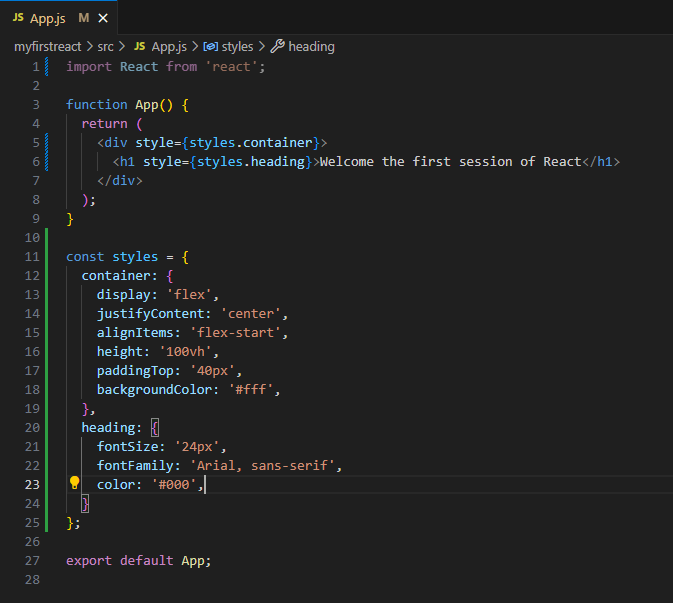 JS App.js M ×
myfirstreact > src > JS App.js > styles > heading
1 import React from 'react';
2
3 function App() {
4   return (
5     <div style={styles.container}>
6       <h1 style={styles.heading}>Welcome the first session of React</h1>
7     </div>
8   );
9 }
10
11 const styles = {
12   container: {
13     display: 'flex',
14     justifyContent: 'center',
15     alignItems: 'flex-start',
16     height: '100vh',
17     paddingTop: '40px',
18     backgroundColor: '#fff',
19   },
20   heading: {
21     fontSize: '24px',
22     fontFamily: 'Arial, sans-serif',
23     color: '#000',
24   }
25 };
26
27 export default App;
28